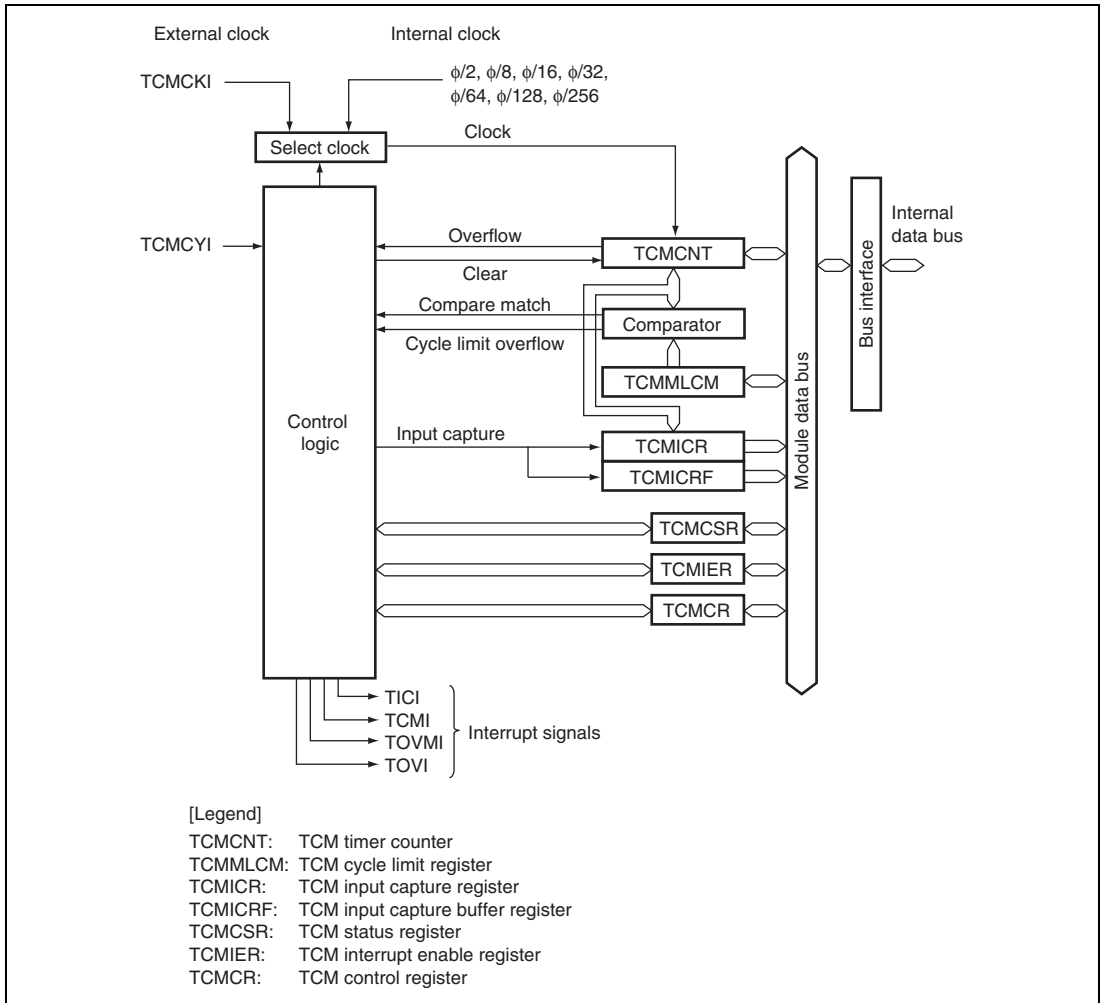 External clock
Internal clock
TCMCKI
ϕ/2, ϕ/8, ϕ/16, ϕ/32,
ϕ/64, ϕ/128, ϕ/256
Clock
Select clock
TCMCYI
Overflow
TCMCNT
Clear
Compare match
Comparator
Cycle limit overflow
TCMMLCM
Control
logic
Input capture
TCMICR
TCMICRF
TCMCSR
TCMIER
TCMCR
Module data bus
Bus interface
Internal
data bus
TICI
TCMI
TOVMI
TOVI
Interrupt signals
[Legend]
TCMCNT: TCM timer counter
TCMMLCM: TCM cycle limit register
TCMICR: TCM input capture register
TCMICRF: TCM input capture buffer register
TCMCSR: TCM status register
TCMIER: TCM interrupt enable register
TCMCR: TCM control register